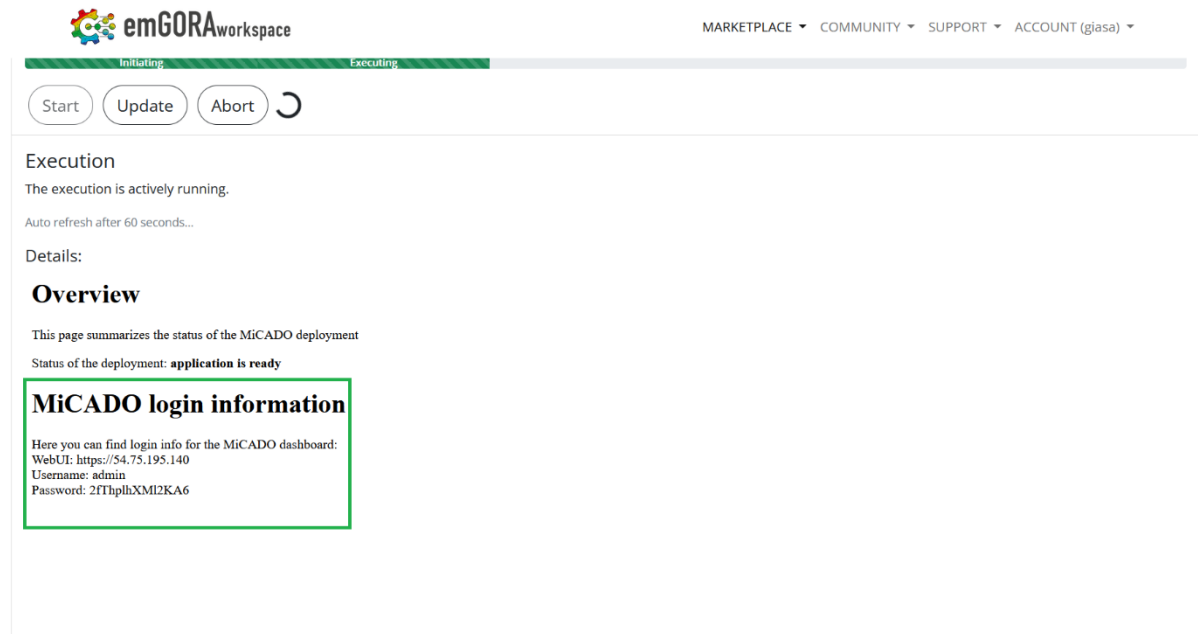 emGORAworkspace
MARKETPLACE COMMUNITY SUPPORT ACCOUNT (giasa)
Initiating Executing
Start Update Abort
Execution
The execution is actively running.
Auto refresh after 60 seconds...
Details:
Overview
This page summarizes the status of the MiCADO deployment
Status of the deployment: application is ready
MiCADO login information
Here you can find login info for the MiCADO dashboard:
WebUI: https://54.75.195.140
Username: admin
Password: 2fThplhXMl2KA6